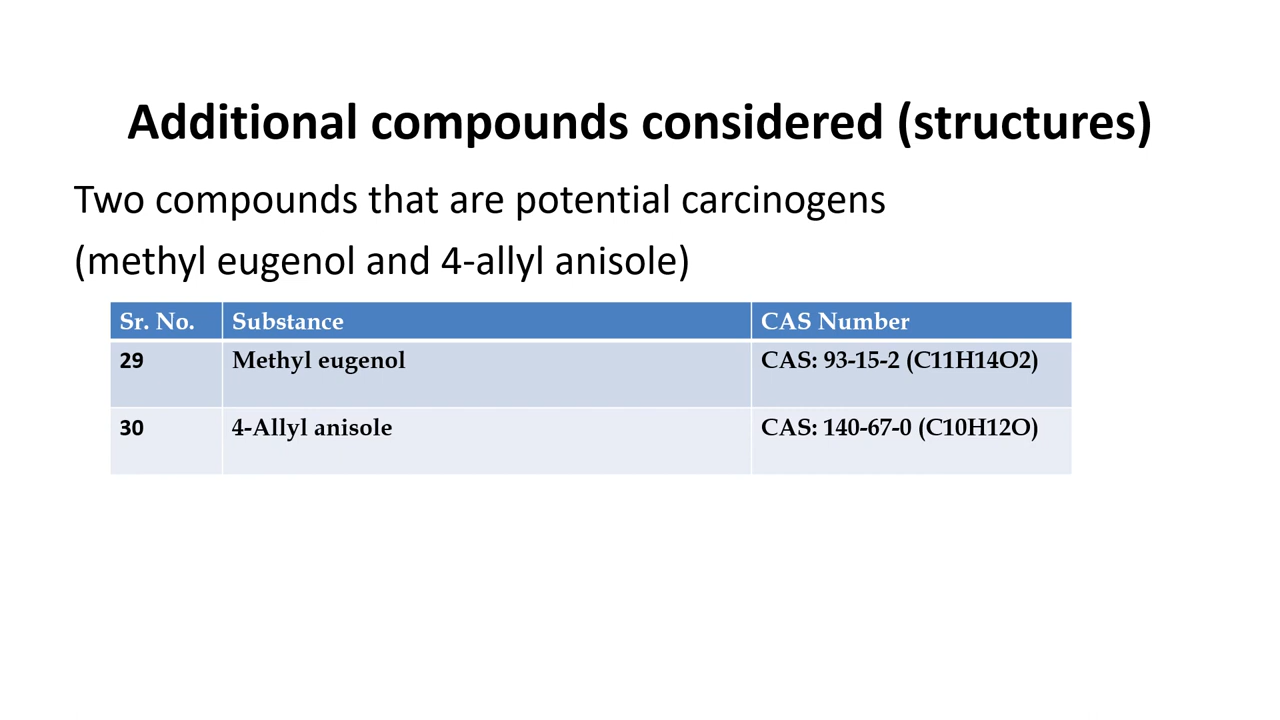 Additional compounds considered (structures)
Two compounds that are potential carcinogens
(methyl eugenol and 4-allyl anisole)
Sr. No. Substance CAS Number
29 Methyl eugenol CAS: 93-15-2 (C11H14O2)
30 4-Allyl anisole CAS: 140-67-0 (C10H12O)